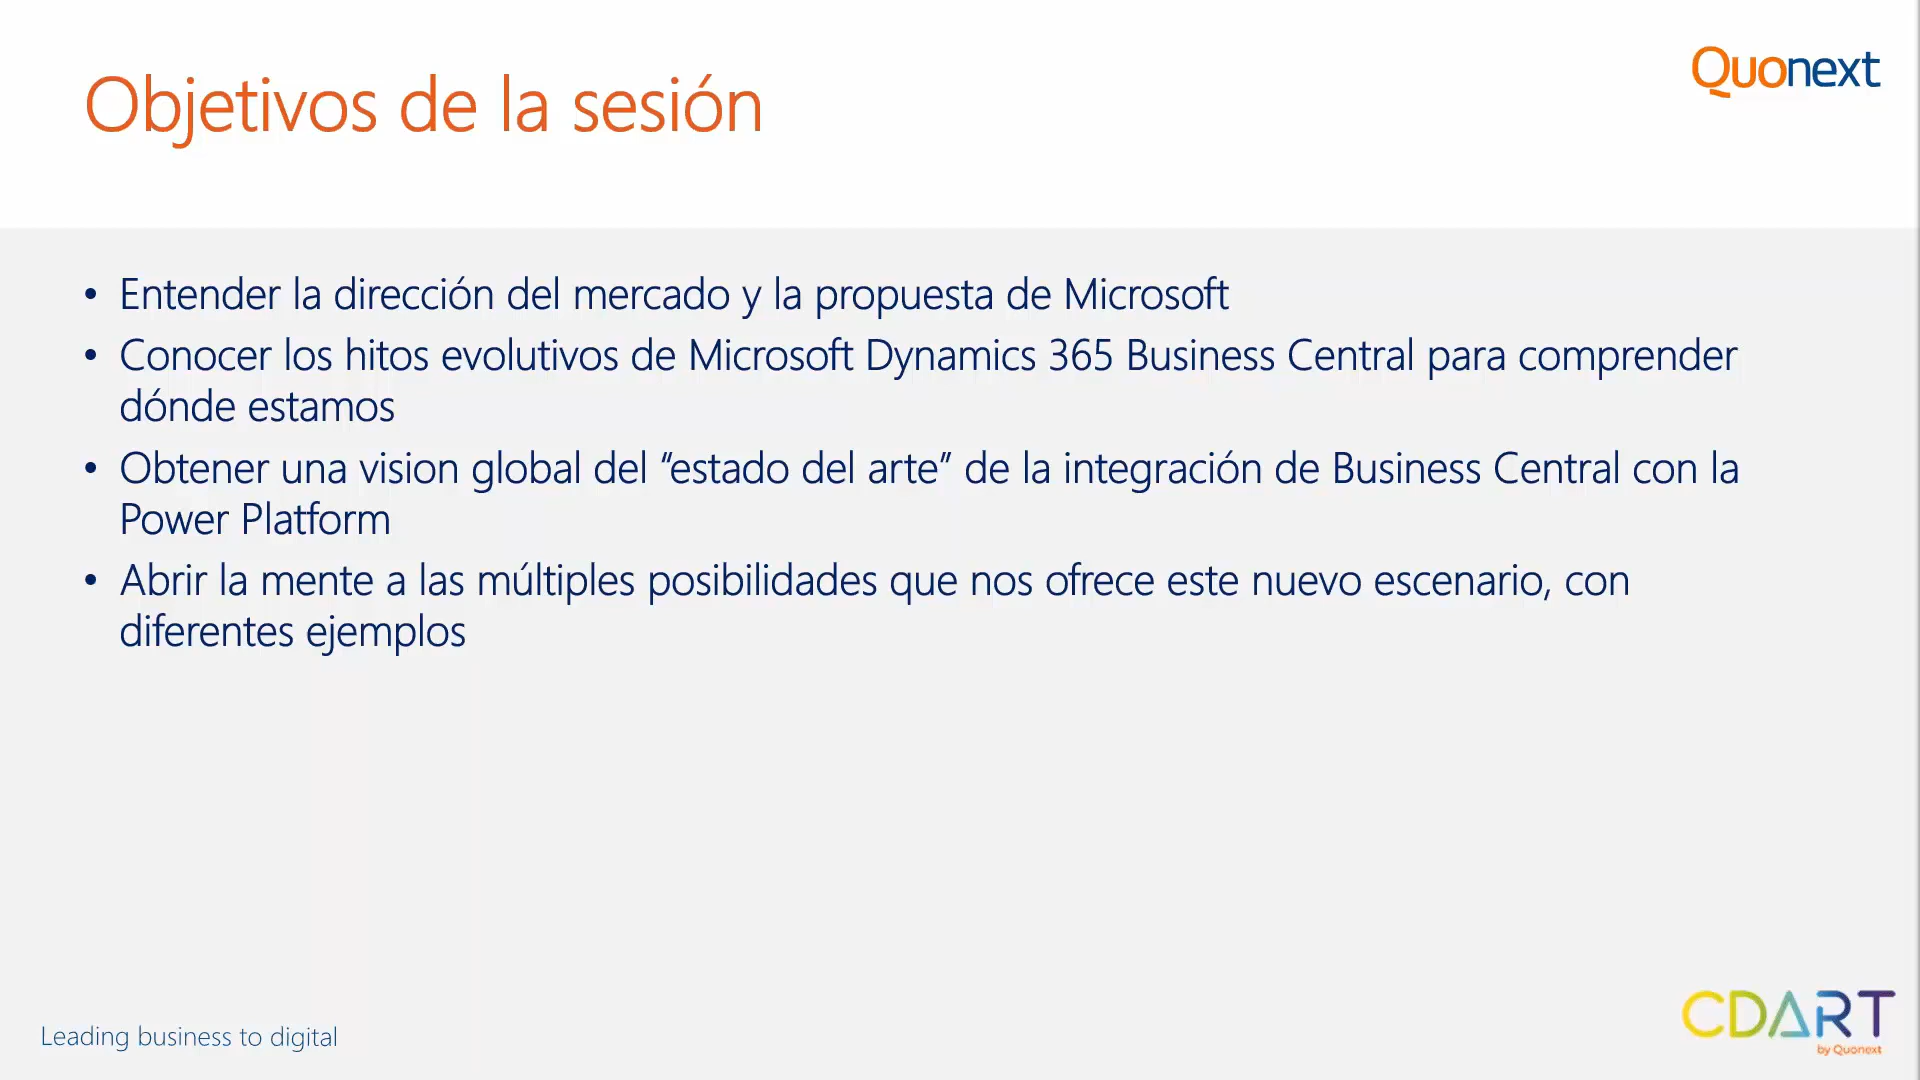 Objetivos de la sesión
Quonext
• Entender la dirección del mercado y la propuesta de Microsoft
• Conocer los hitos evolutivos de Microsoft Dynamics 365 Business Central para comprender
dónde estamos
• Obtener una vision global del “estado del arte” de la integración de Business Central con la
Power Platform
• Abrir la mente a las múltiples posibilidades que nos ofrece este nuevo escenario, con
diferentes ejemplos
Leading business to digital
CDART
by Quonext